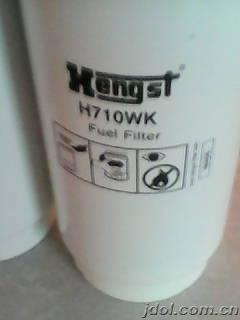 Hengst
H710WK
Fuel Filter
jdol.com.cn